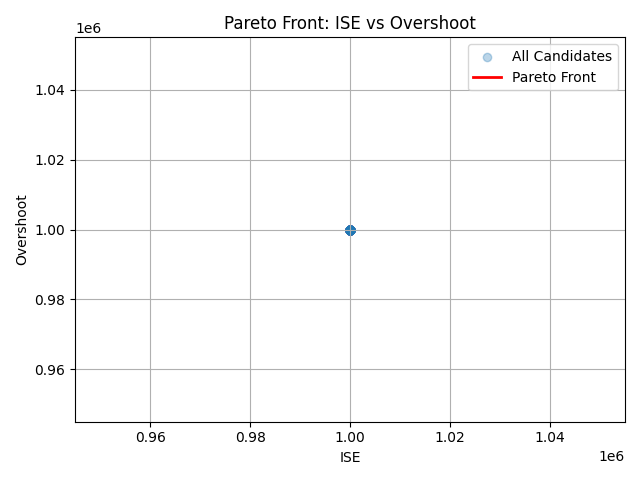 Pareto Front: ISE vs Overshoot
1e6
All Candidates
Pareto Front
1.04
1.02
1.00
0.98
0.96
Overshoot
0.96 0.98 1.00 1.02 1.04
ISE
1e6